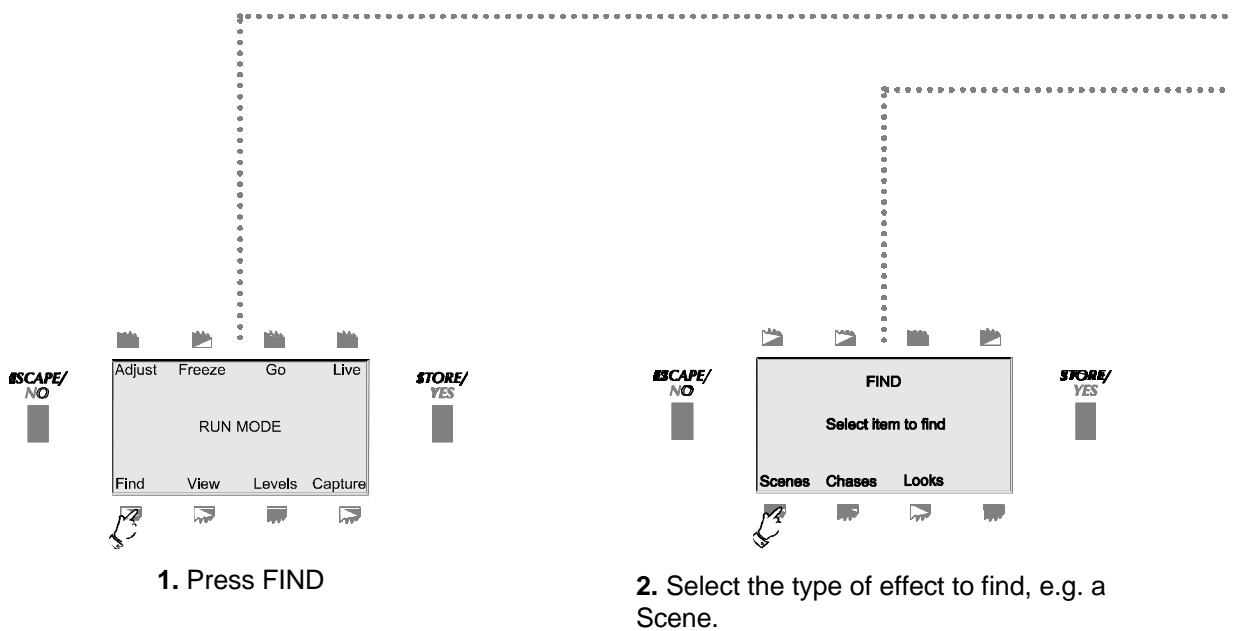 Adjust Freeze Go Live
ESCAPE/
NO
STORE/
YES
RUN MODE
Find View Levels Capture
1. Press FIND
ESCAPE/
NO
FIND
STORE/
YES
Select item to find
Scenes Chases Looks
2. Select the type of effect to find, e.g. a
Scene.